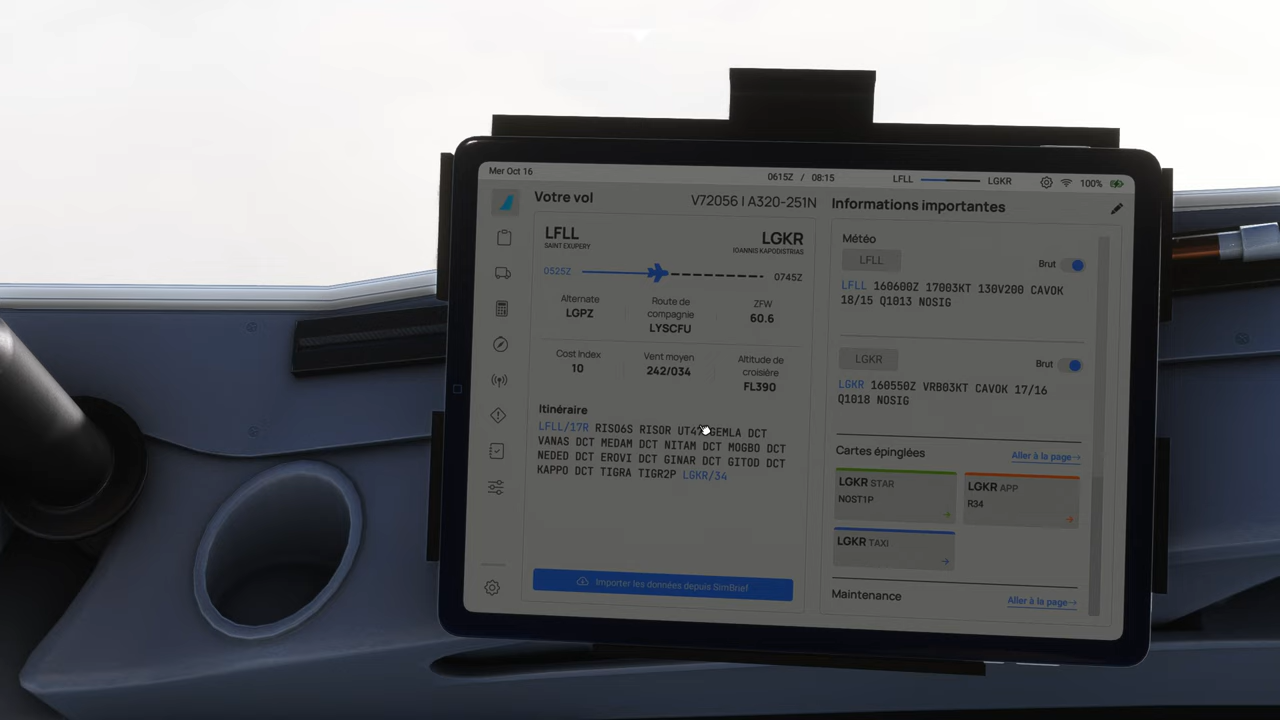 Mer Oct 16
0615Z / 08:15
LFLL LGKR
100%
Votre vol
V72056 | A320-251N
LFLL
SAINT EXUPERY
LGKR
IOANNIS KAPODISTRIAS
0525Z
0745Z
Alternate
LGPZ
Route de
compagnie
LYSCFU
ZFW
60.6
Cost Index
10
Vent moyen
242/034
Altitude de
croisière
FL390
Itinéraire
LFLL/17R RISO6S RISOR GEMLA DCT
VANAS DCT MEDAM DCT NITAM DCT MOGBO DCT
NEDED DCT EROVI DCT GINAR DCT GITOD DCT
KAPPO DCT TIGRA TIGR2P LGKR/34
Importer les données depuis SimBrief
Informations importantes
Météo
LFLL
Brut
LFLL 160600Z 17003KT 130V200 CAVOK
18/15 Q1013 NOSIG
LGKR
Brut
LGKR 160550Z VRB03KT CAVOK 17/16
Q1018 NOSIG
Cartes épinglées
Aller à la page
LGKR STAR
NOST1P
LGKR APP
R34
LGKR TAXI
Maintenance
Aller à la page